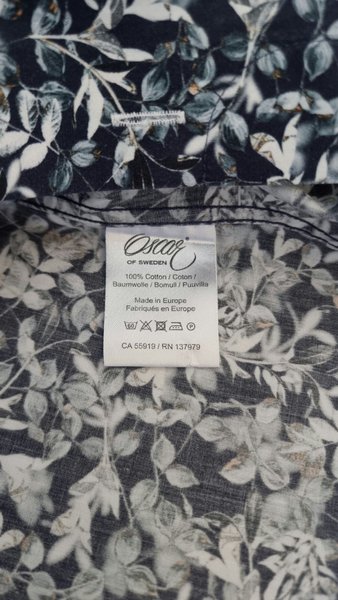 Oscar
OF SWEDEN
100% Cotton / Coton /
Baumwolle / Bomull / Puuvilla
Made in Europe
Fabriqués en Europe
CA 55919 / RN 137979